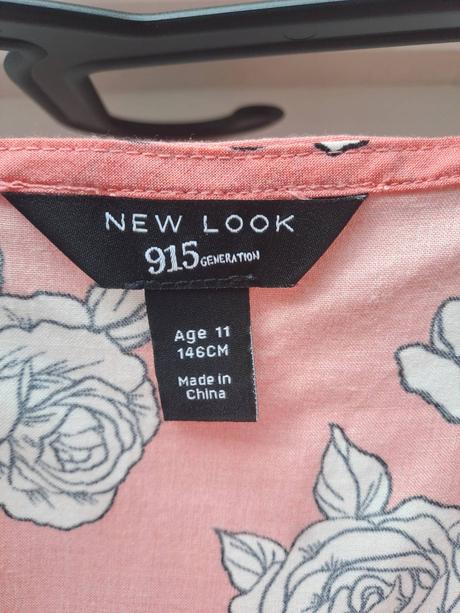 NEW LOOK
915 GENERATION
Age 11
146CM
Made in
China